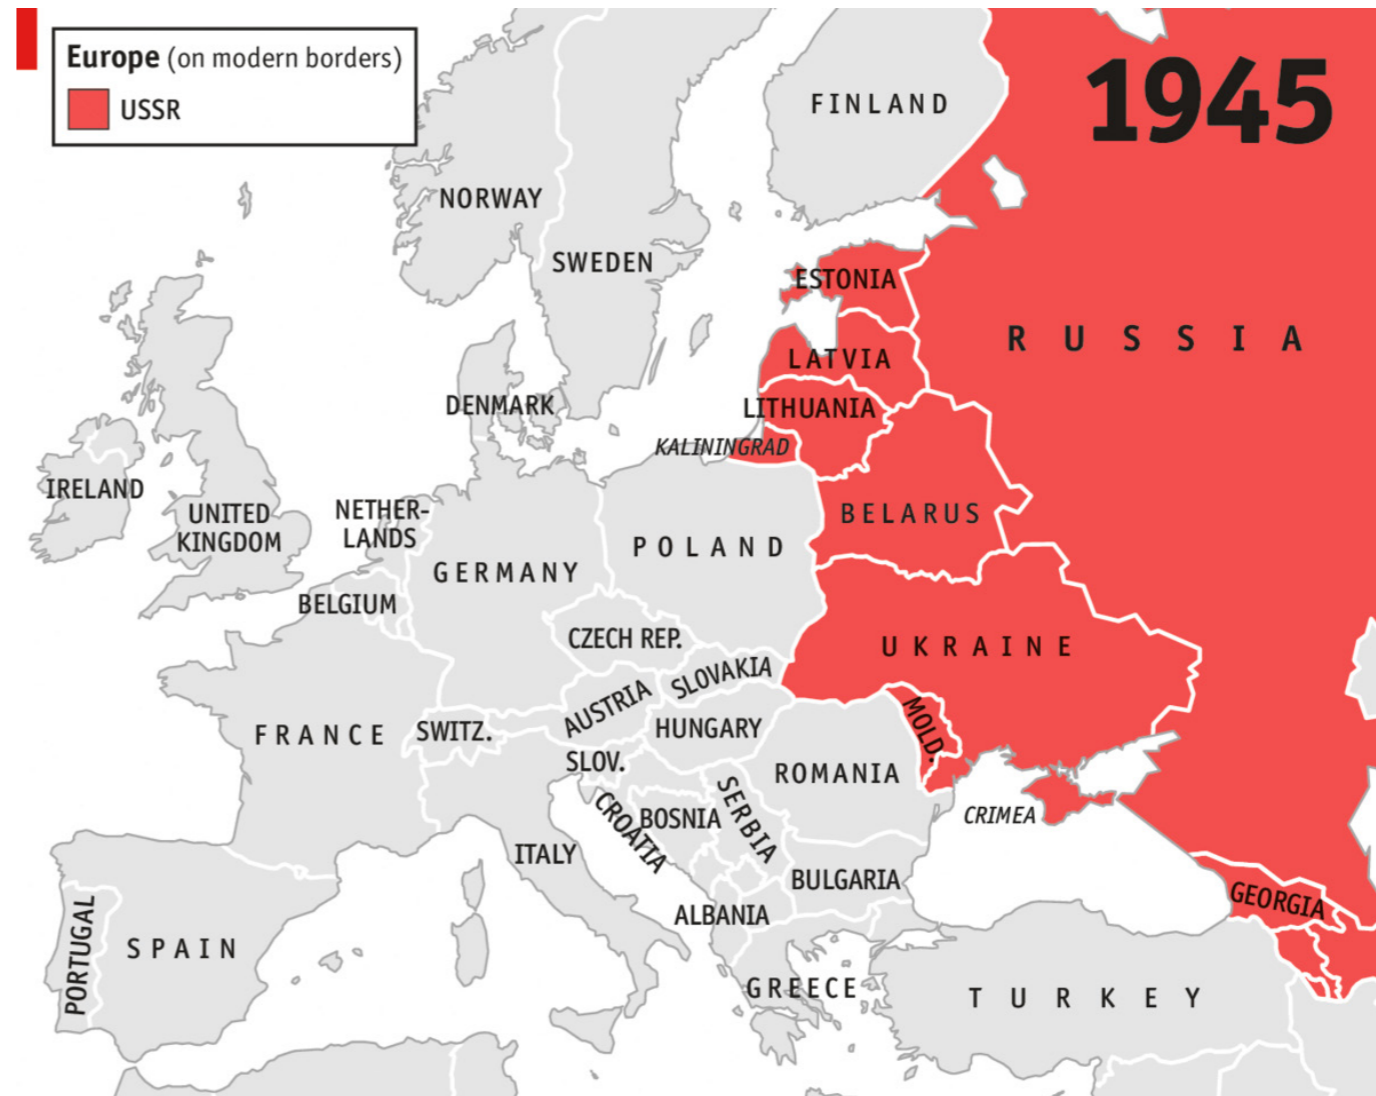 Europe (on modern borders)
USSR
1945
FINLAND
NORWAY
SWEDEN
ESTONIA
RUSSIA
LATVIA
DENMARK
LITHUANIA
KALININGRAD
IRELAND
UNITED
KINGDOM
NETHER-
LANDS
BELARUS
POLAND
GERMANY
BELGIUM
CZECH REP.
UKRAINE
SLOVAKIA
AUSTRIA
MOLD.
FRANCE
SWITZ.
HUNGARY
SLOV.
ROMANIA
CROATIA
BOSNIA
SERBIA
CRIMEA
ITALY
BULGARIA
GEORGIA
ALBANIA
PORTUGAL
SPAIN
GREECE
TURKEY